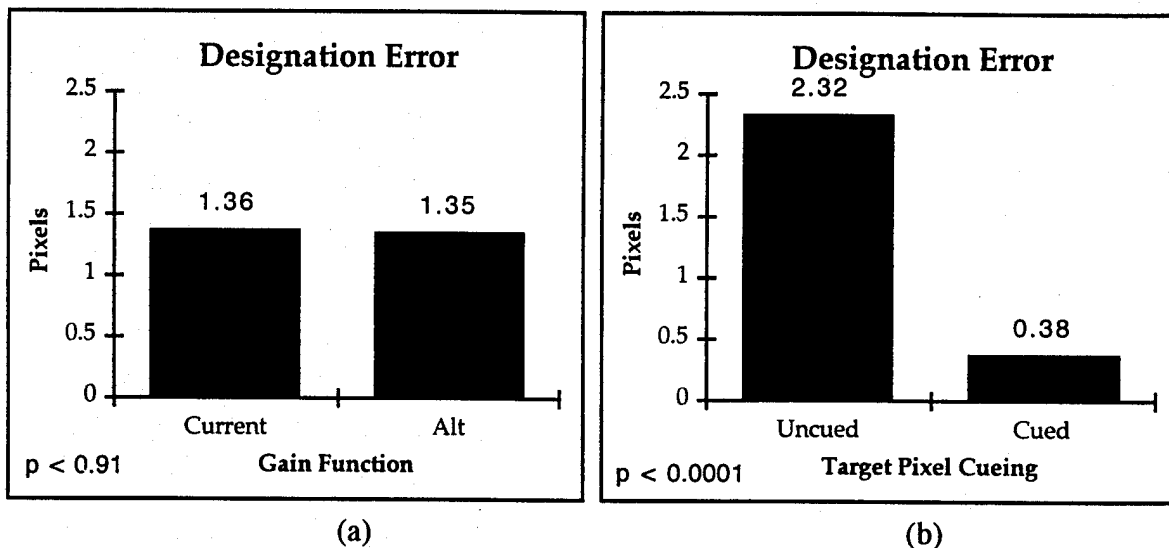 Designation Error
2.5
2
1.5
1
0.5
0
Pixels
1.36
1.35
Current
Alt
p < 0.91
Gain Function
(a)
Designation Error
2.5
2
1.5
1
0.5
0
Pixels
2.32
0.38
Uncued
Cued
p < 0.0001
Target Pixel Cueing
(b)